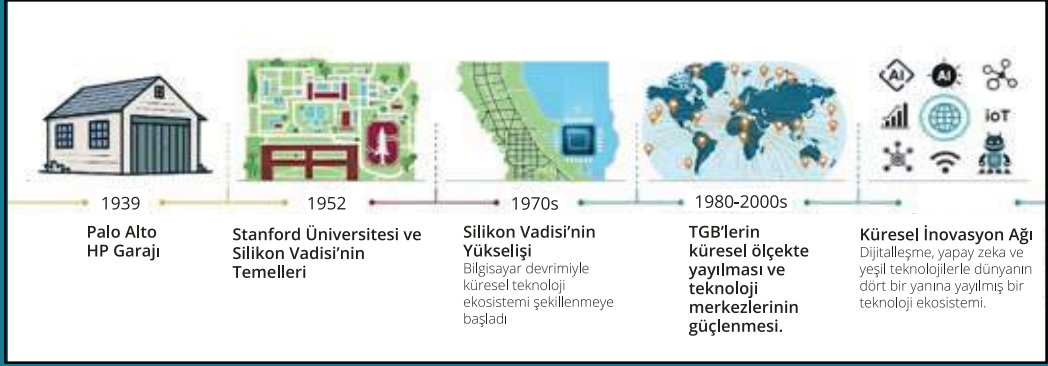 AI
AI
IoT
1939
Palo Alto
HP Garajı
1952
Stanford Üniversitesi ve
Silikon Vadisi’nin
Temelleri
1970s
Silikon Vadisi’nin
Yükselişi
Bilgisayar devrimiyle
küresel teknoloji
ekosistemi şekillenmeye
başladı
1980-2000s
TGB’lerin
küresel ölçekte
yayılması ve
teknoloji
merkezlerinin
güçlenmesi.
Küresel İnovasyon Ağı
Dijitalleşme, yapay zeka ve
yeşil teknolojilerle dünyanın
dört bir yanına yayılmış bir
teknoloji ekosistemi.